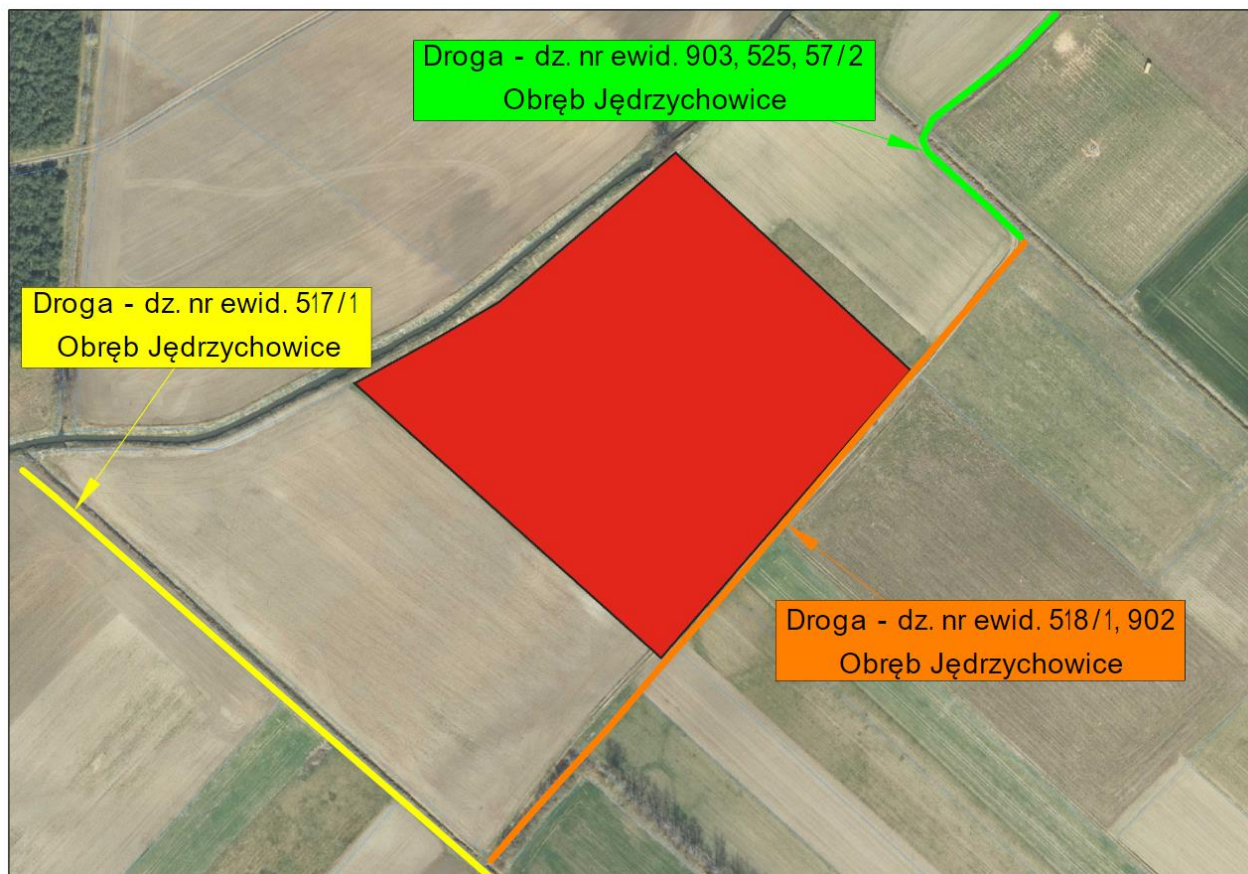 Droga - dz. nr ewid. 903, 525, 57/2
Obręb Jędrzychowice
Droga - dz. nr ewid. 517/1
Obręb Jędrzychowice
Droga - dz. nr ewid. 518/1, 902
Obręb Jędrzychowice